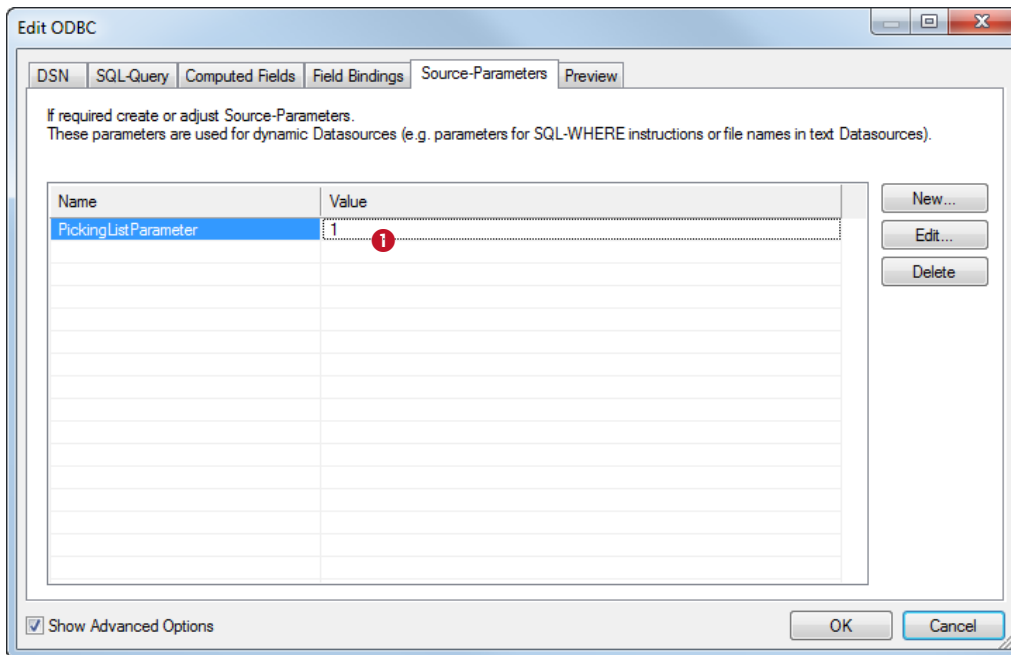 Edit ODBC
DSN SQL-Query Computed Fields Field Bindings Source-Parameters Preview
If required create or adjust Source-Parameters.
These parameters are used for dynamic Datasources (e.g. parameters for SQL-WHERE instructions or file names in text Datasources).
Name Value New...
PickingListParameter 1 Edit...
1
Delete
Show Advanced Options OK Cancel